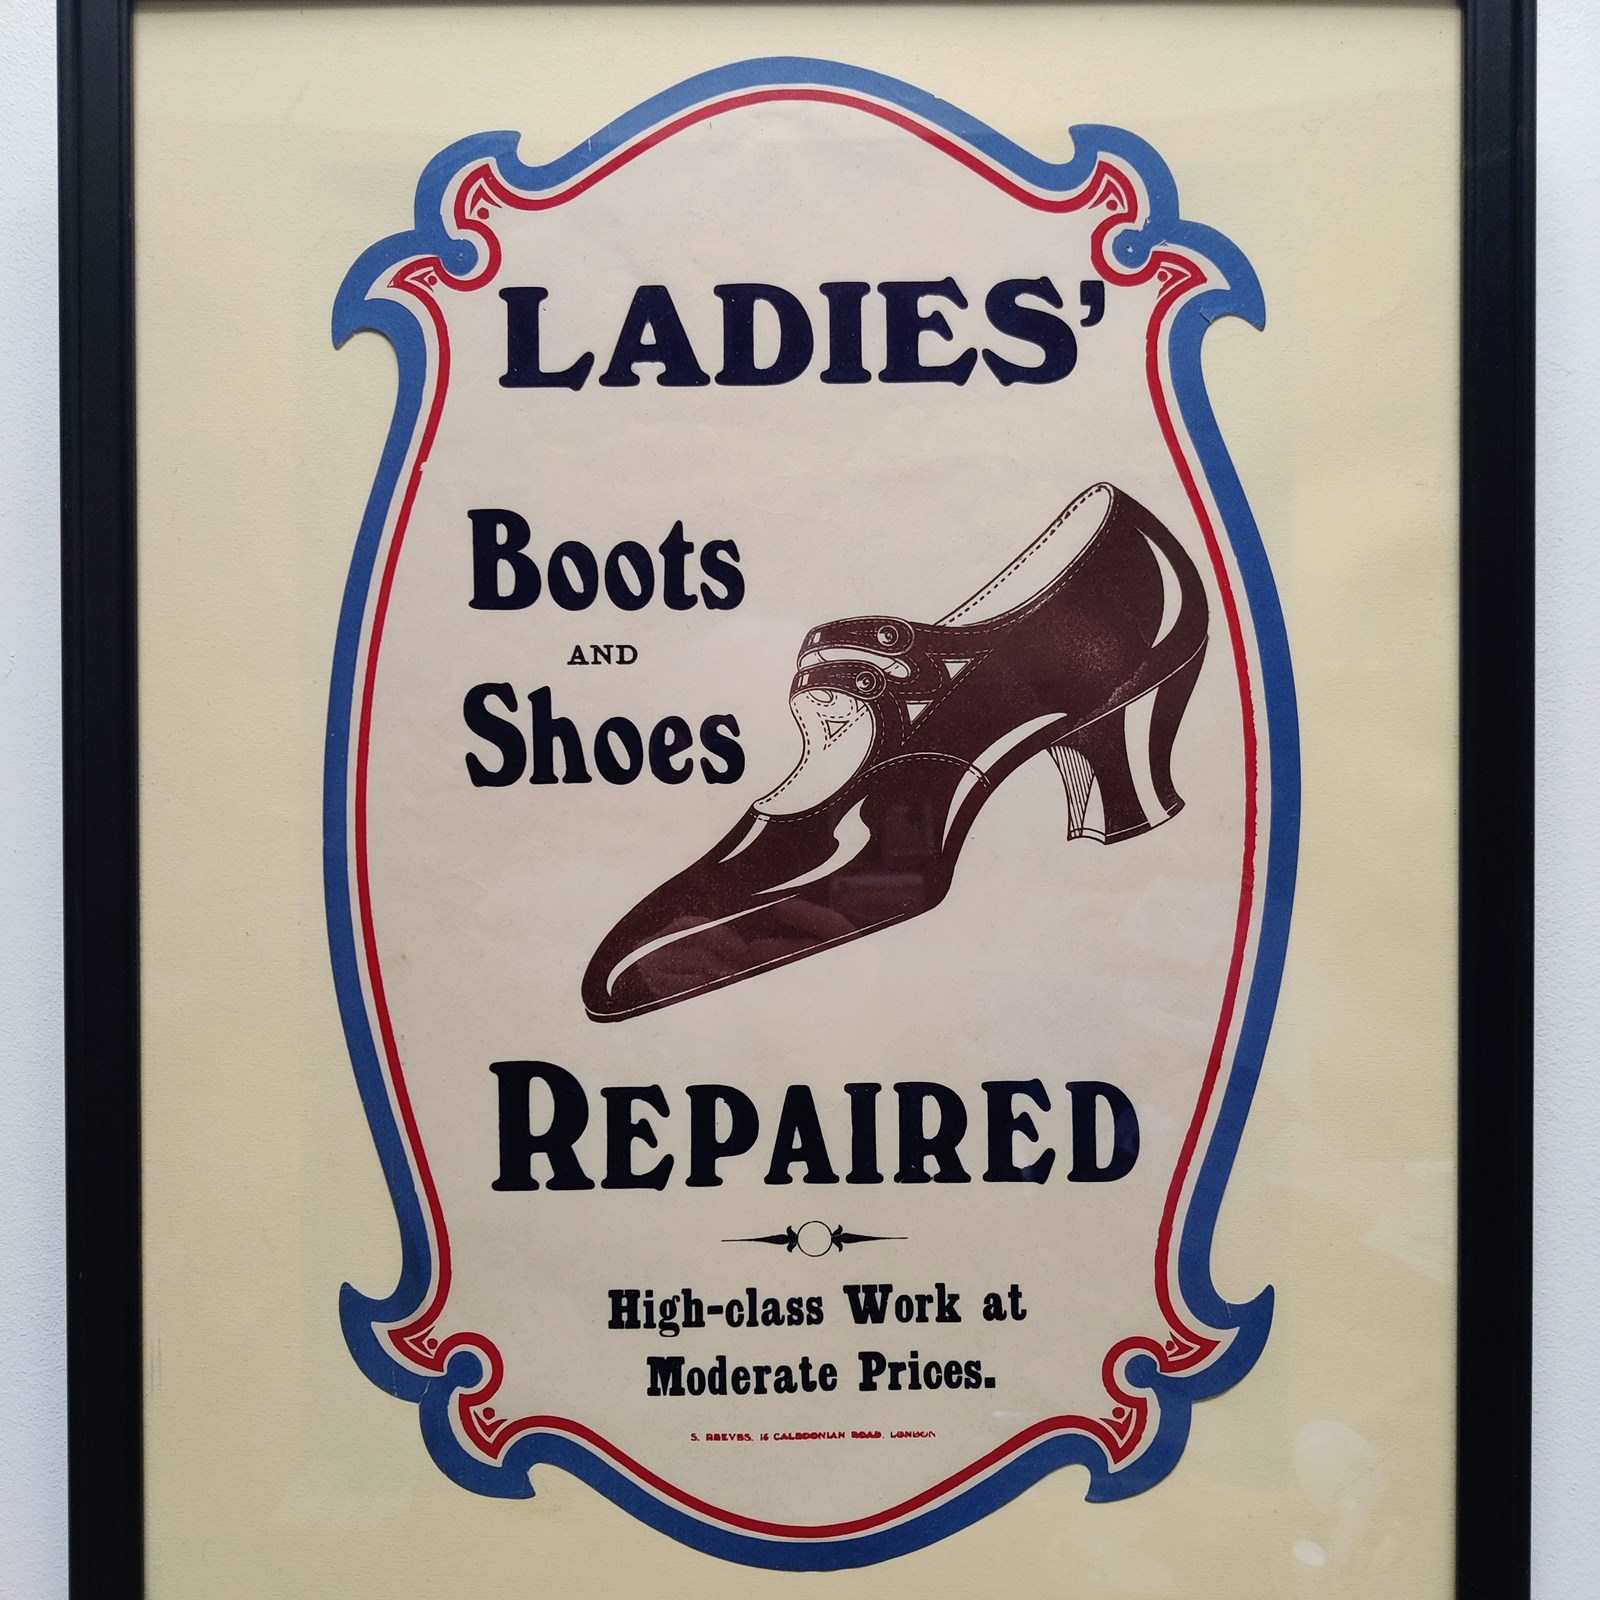 LADIES'
Boots
AND
Shoes
REPAIRED
High-class Work at
Moderate Prices.
S. REEVES, 16 CALEDONIAN ROAD, LONDON